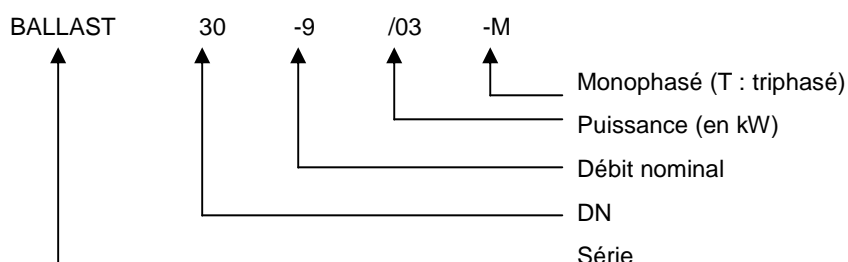 BALLAST 30 -9 /03 -M
Monophasé (T : triphasé)
Puissance (en kW)
Débit nominal
DN
Série